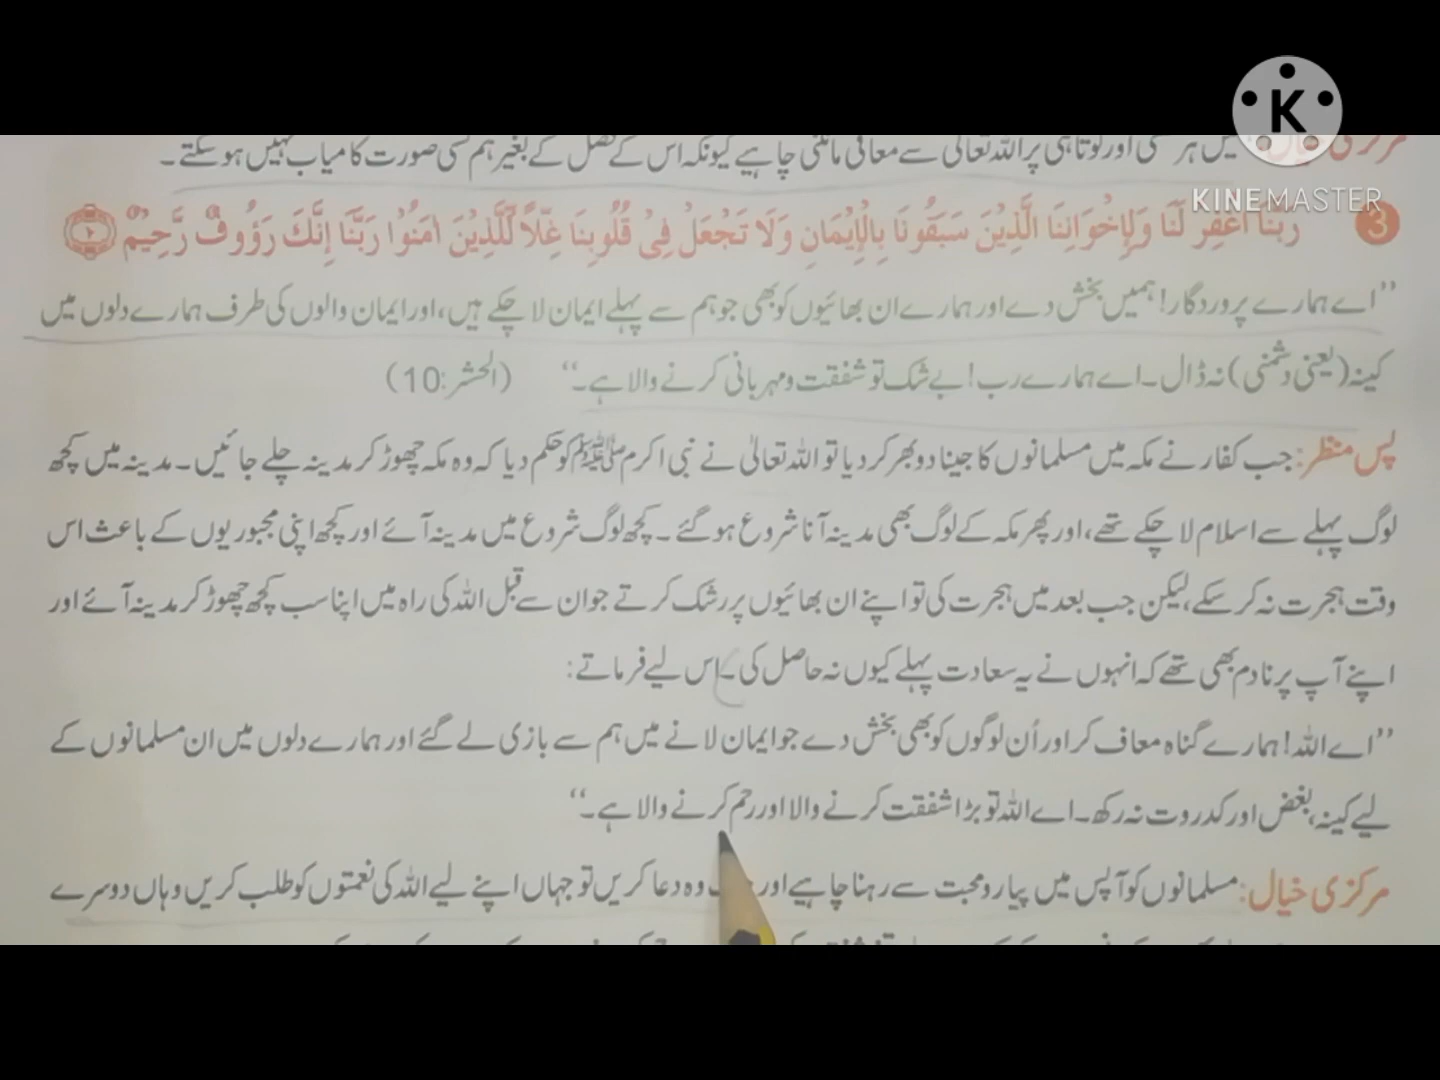 KINEMASTER
ہر اور کوتاہی پر اللہ تعالیٰ سے معافی مانگنی چاہیے کیونکہ اس کے فضل کے بغیر ہم کسی صورت کامیاب نہیں ہو سکتے۔
3 رَبَّنَا اغْفِرْ لَنَا وَلِإِخْوَانِنَا الَّذِيْنَ سَبَقُونَا بِالْإِيْمَانِ وَلَا تَجْعَلْ فِيْ قُلُوبِنَا غِلًّا لِّلَّذِيْنَ اٰمَنُوْا رَبَّنَا إِنَّكَ رَؤُوفٌ رَّحِيْمٌ ۱۰
”اے ہمارے پروردگار! ہمیں بخش دے اور ہمارے ان بھائیوں کو بھی جو ہم سے پہلے ایمان لا چکے ہیں، اور ایمان والوں کی طرف ہمارے دلوں میں
کینہ (یعنی دشمنی) نہ ڈال۔ اے ہمارے رب! بے شک تو شفقت و مہربانی کرنے والا ہے۔“ (الحشر:10)
پس منظر: جب کفار نے مکہ میں مسلمانوں کا جینا دوبھر کر دیا تو اللہ تعالیٰ نے نبی اکرم ﷺ کو حکم دیا کہ وہ مکہ چھوڑ کر مدینہ چلے جائیں۔ مدینہ میں کچھ
لوگ پہلے سے اسلام لا چکے تھے، اور پھر مکہ کے لوگ بھی مدینہ آنا شروع ہو گئے۔ کچھ لوگ شروع میں مدینہ آئے اور کچھ اپنی مجبوریوں کے باعث اس
وقت ہجرت نہ کر سکے، لیکن جب بعد میں ہجرت کی تو اپنے ان بھائیوں پر رشک کرتے جو ان سے قبل اللہ کی راہ میں اپنا سب کچھ چھوڑ کر مدینہ آئے اور
اپنے آپ پر نادم بھی تھے کہ انہوں نے یہ سعادت پہلے کیوں نہ حاصل کی۔ اس لیے فرماتے:
”اے اللہ! ہمارے گناہ معاف کر اور اُن لوگوں کو بھی بخش دے جو ایمان لانے میں ہم سے بازی لے گئے اور ہمارے دلوں میں ان مسلمانوں کے
لیے کینہ، بغض اور کدورت نہ رکھ۔ اے اللہ تو بڑا شفقت کرنے والا اور رحم کرنے والا ہے۔“
مرکزی خیال: مسلمانوں کو آپس میں پیار و محبت سے رہنا چاہیے اور وہ دعا کریں تو جہاں اپنے لیے اللہ کی نعمتوں کو طلب کریں وہاں دوسرے